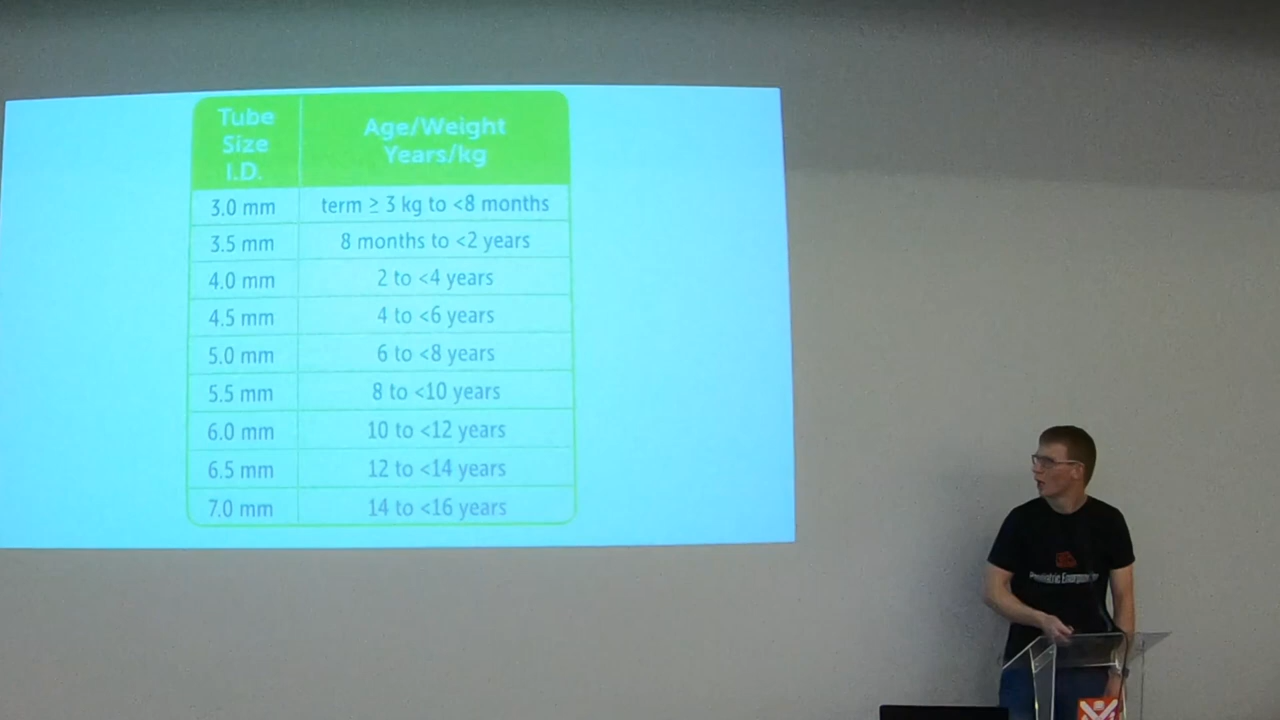 Tube
Size
I.D.
Age/Weight
Years/kg
3.0 mm term ≥ 3 kg to <8 months
3.5 mm 8 months to <2 years
4.0 mm 2 to <4 years
4.5 mm 4 to <6 years
5.0 mm 6 to <8 years
5.5 mm 8 to <10 years
6.0 mm 10 to <12 years
6.5 mm 12 to <14 years
7.0 mm 14 to <16 years